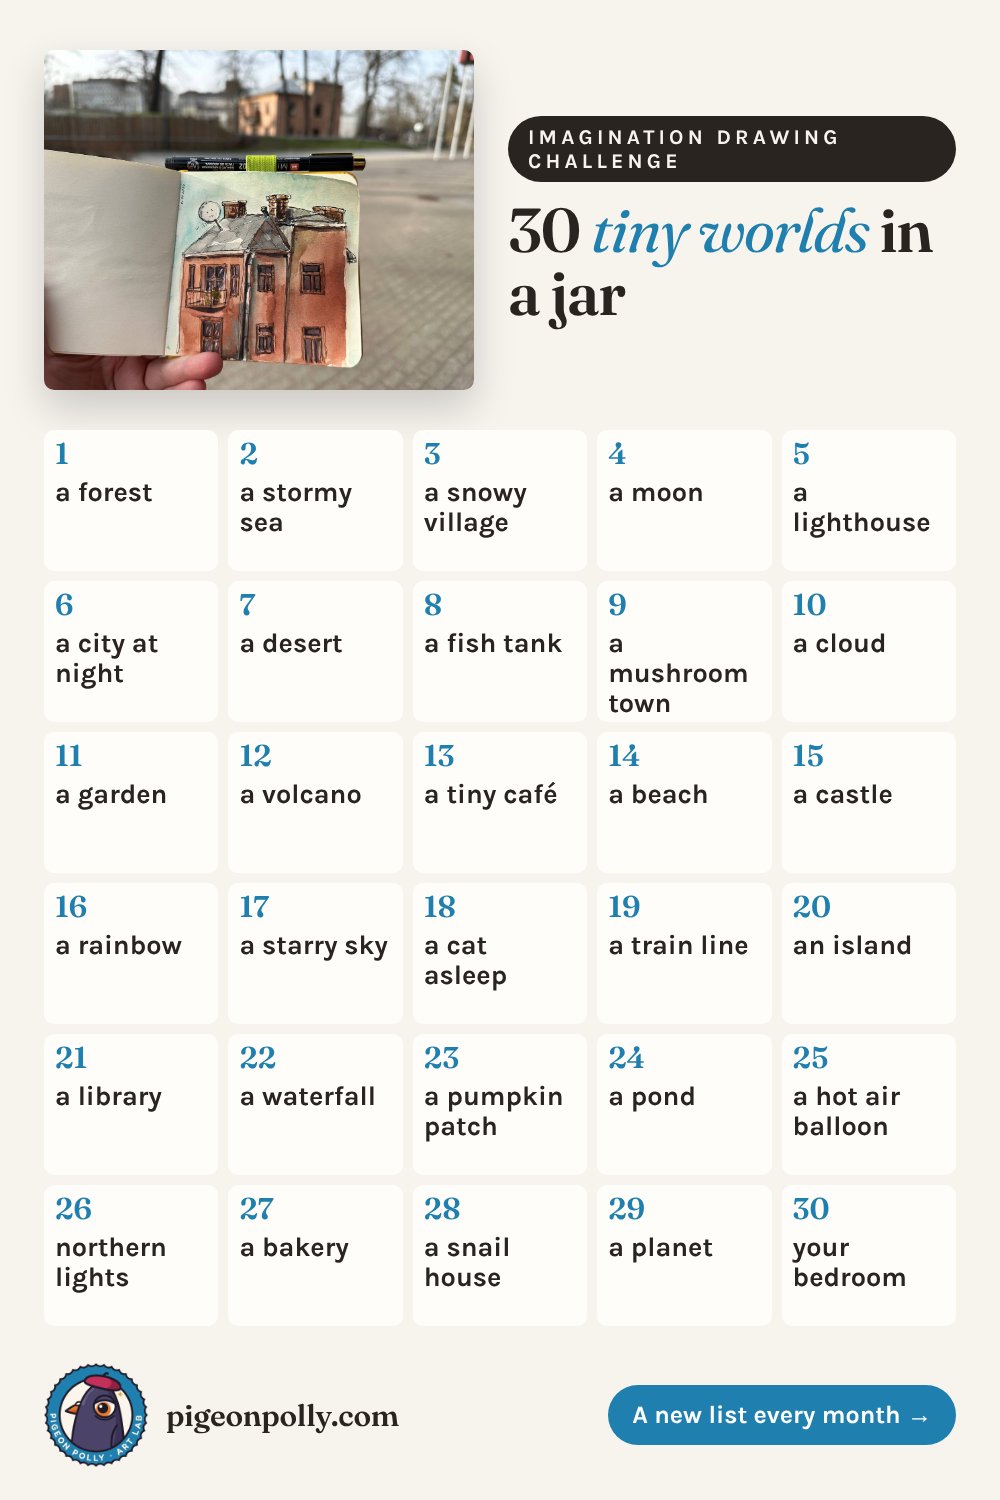 IMAGINATION DRAWING
CHALLENGE
30 tiny worlds in
a jar
1
a forest
2
a stormy
sea
3
a snowy
village
4
a moon
5
a
lighthouse
6
a city at
night
7
a desert
8
a fish tank
9
a
mushroom
town
10
a cloud
11
a garden
12
a volcano
13
a tiny café
14
a beach
15
a castle
16
a rainbow
17
a starry sky
18
a cat
asleep
19
a train line
20
an island
21
a library
22
a waterfall
23
a pumpkin
patch
24
a pond
25
a hot air
balloon
26
northern
lights
27
a bakery
28
a snail
house
29
a planet
30
your
bedroom
PIGEON POLLY · ART LAB
pigeonpolly.com
A new list every month →